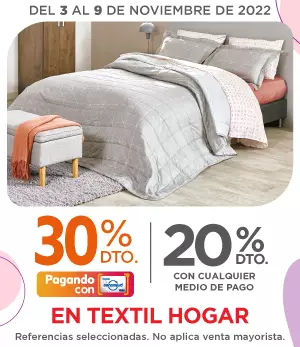 DEL 3 AL 9 DE NOVIEMBRE DE 2022
30% DTO.
Pagando con
cencosud
20% DTO.
CON CUALQUIER
MEDIO DE PAGO
EN TEXTIL HOGAR
Referencias seleccionadas. No aplica venta mayorista.